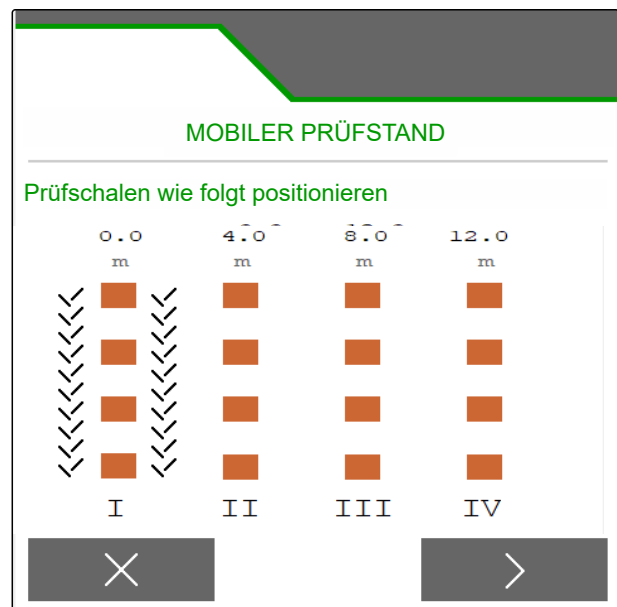 MOBILER PRÜFSTAND
Prüfschalen wie folgt positionieren
0.0 4.0 8.0 12.0
m m m m
I II III IV